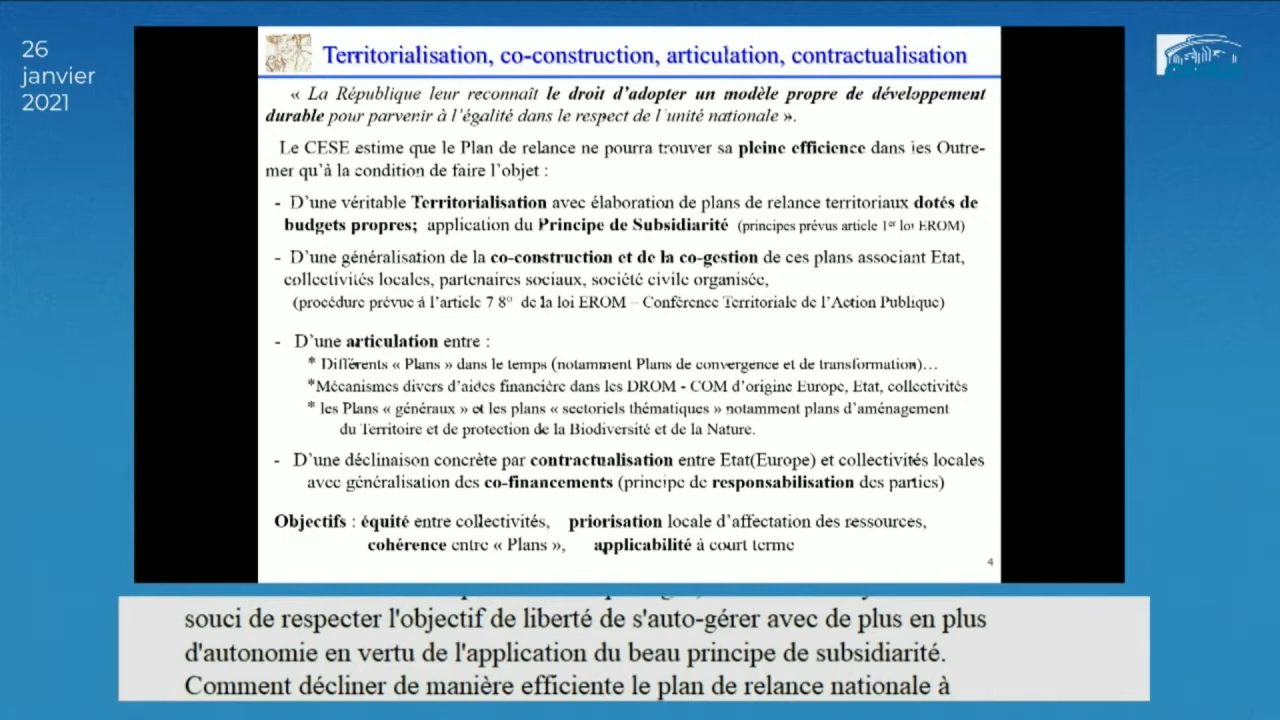 26
janvier
2021
Territorialisation, co-construction, articulation, contractualisation
« La République leur reconnaît le droit d'adopter un modèle propre de développement
durable pour parvenir à l'égalité dans le respect de l'unité nationale ».
Le CESE estime que le Plan de relance ne pourra trouver sa pleine efficience dans les Outre-
mer qu'à la condition de faire l'objet :
- D'une véritable Territorialisation avec élaboration de plans de relance territoriaux dotés de
budgets propres; application du Principe de Subsidiarité (principes prévus article 1er loi EROM)
- D'une généralisation de la co-construction et de la co-gestion de ces plans associant Etat,
collectivités locales, partenaires sociaux, société civile organisée,
(procédure prévue à l'article 7 8° de la loi EROM – Conférence Territoriale de l'Action Publique)
- D'une articulation entre :
* Différents « Plans » dans le temps (notamment Plans de convergence et de transformation)…
*Mécanismes divers d'aides financière dans les DROM - COM d'origine Europe, Etat, collectivités
* les Plans « généraux » et les plans « sectoriels thématiques » notamment plans d'aménagement
du Territoire et de protection de la Biodiversité et de la Nature.
- D'une déclinaison concrète par contractualisation entre Etat(Europe) et collectivités locales
avec généralisation des co-financements (principe de responsabilisation des parties)
Objectifs : équité entre collectivités, priorisation locale d'affectation des ressources,
cohérence entre « Plans », applicabilité à court terme
4
souci de respecter l'objectif de liberté de s'auto-gérer avec de plus en plus
d'autonomie en vertu de l'application du beau principe de subsidiarité.
Comment décliner de manière efficiente le plan de relance nationale à